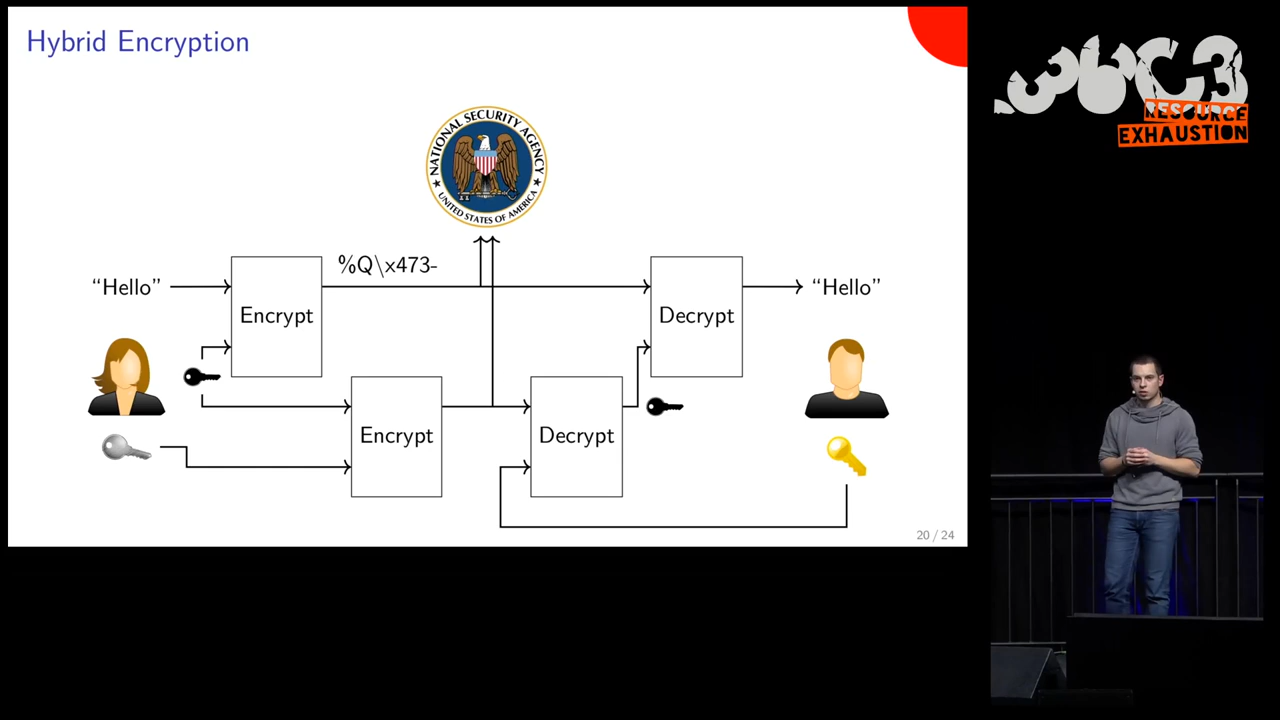 Hybrid Encryption
36C3
RESOURCE
EXHAUSTION
NATIONAL SECURITY AGENCY
UNITED STATES OF AMERICA
%Q\x473-
“Hello”
Encrypt
Decrypt
“Hello”
Encrypt
Decrypt
20 / 24